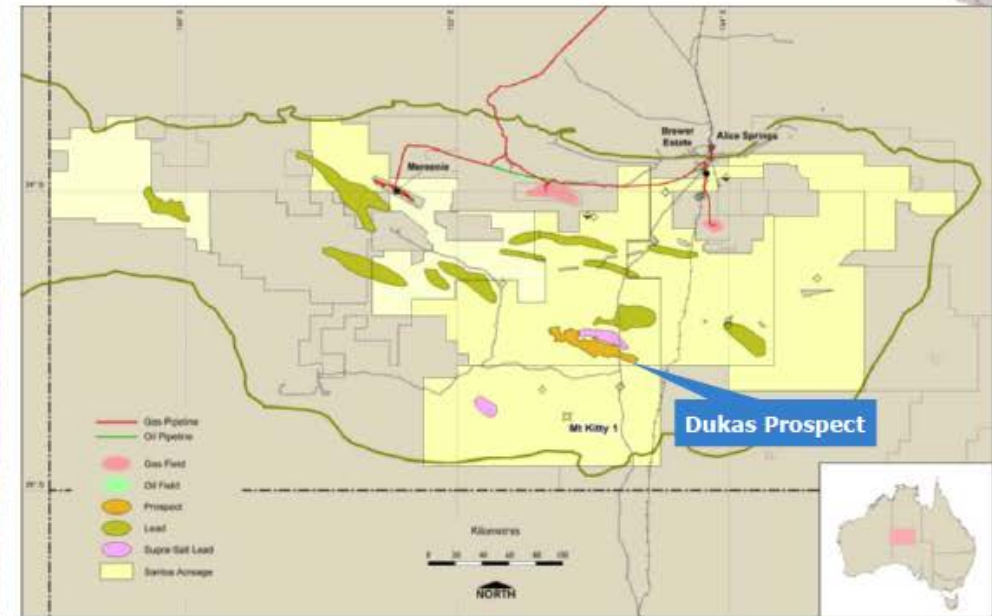 Brewer
Estate
Alice Springs
Mereenie
24° S
Dukas Prospect
Mt Kitty 1
Gas Pipeline
Oil Pipeline
Gas Field
Oil Field
Prospect
Lead
Supra-Salt Lead
Santos Acreage
Kilometres
NORTH